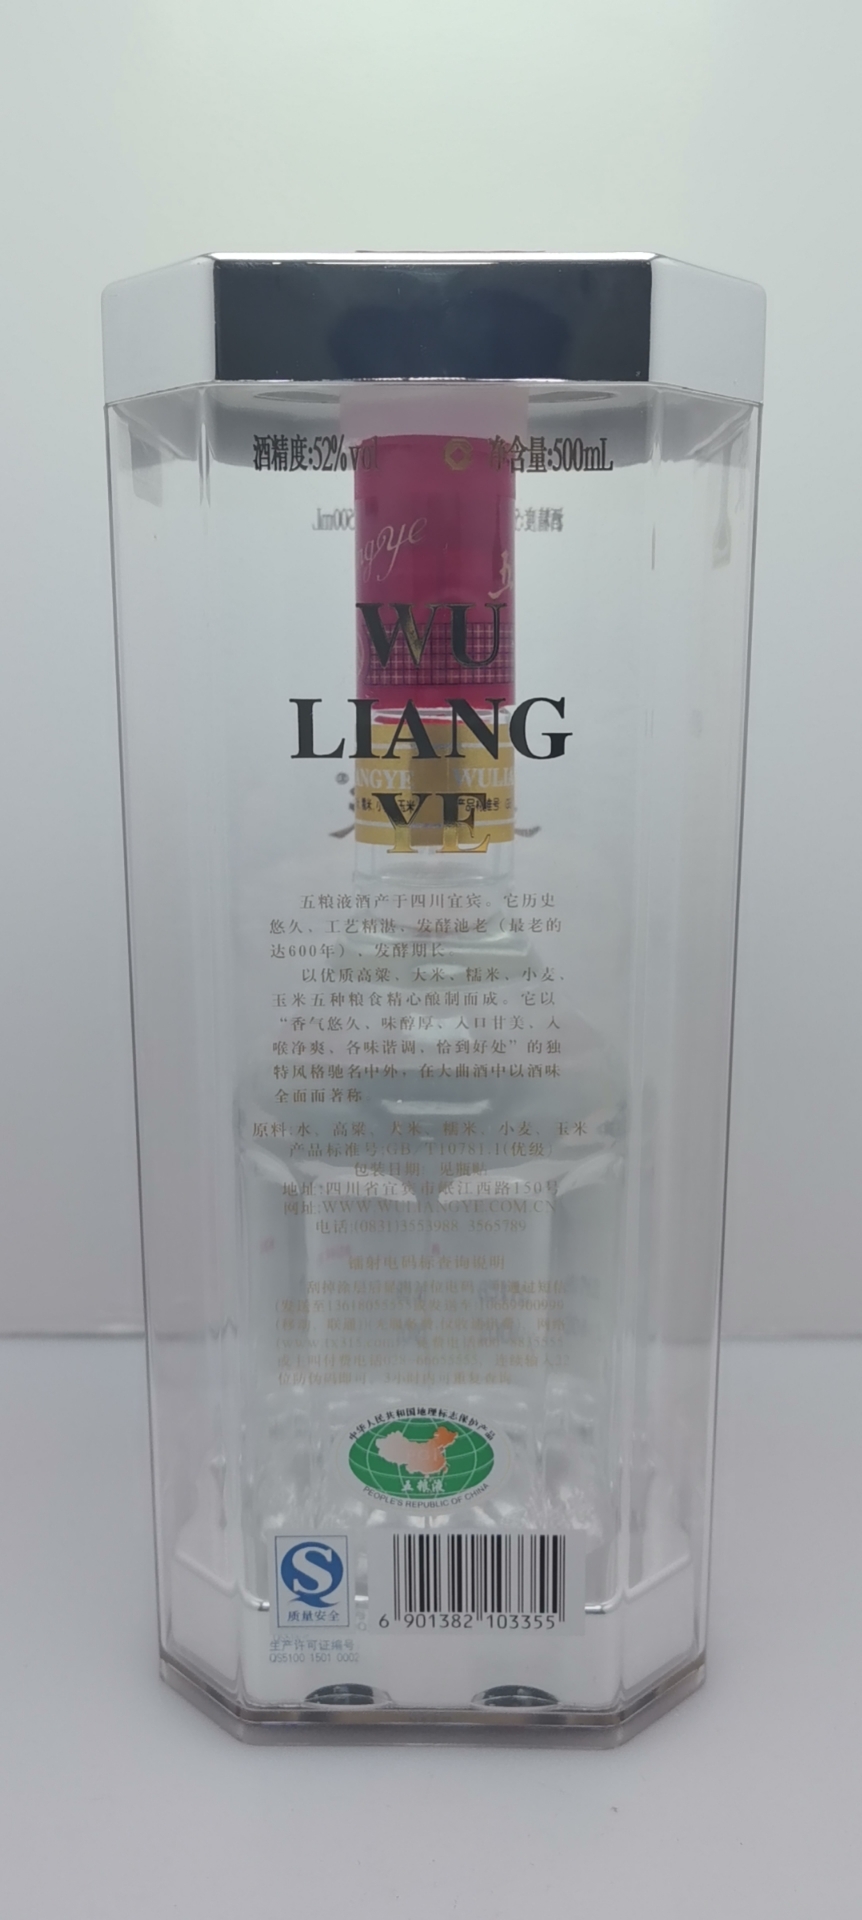 酒精度:52%vol 净含量:500mL
WU
LIANG
YE
五粮液酒产于四川宜宾。它历史
悠久、工艺精湛、发酵池老（最老的
达600年）、发酵期长。
以优质高粱、大米、糯米、小麦、
玉米五种粮食精心酿制而成。它以
“香气悠久、味醇厚、入口甘美、入
喉净爽、各味谐调，恰到好处”的独
特风格驰名中外，在大曲酒中以酒味
全面而著称
原料:水、高粱、大米、糯米、小麦、玉米
产品标准号:GB/T10781.1(优级)
包装日期：见瓶贴
地址:四川省宜宾市岷江西路150号
网址:WWW.WULIANGYE.COM.CN
电话:(0831)3553988 3565789
镭射电码标查询说明
中华人民共和国地理标志保护产品
五粮液
PEOPLE'S REPUBLIC OF CHINA
质量安全
6 901382 103355
生产许可证编号
QS5100 1501 0002